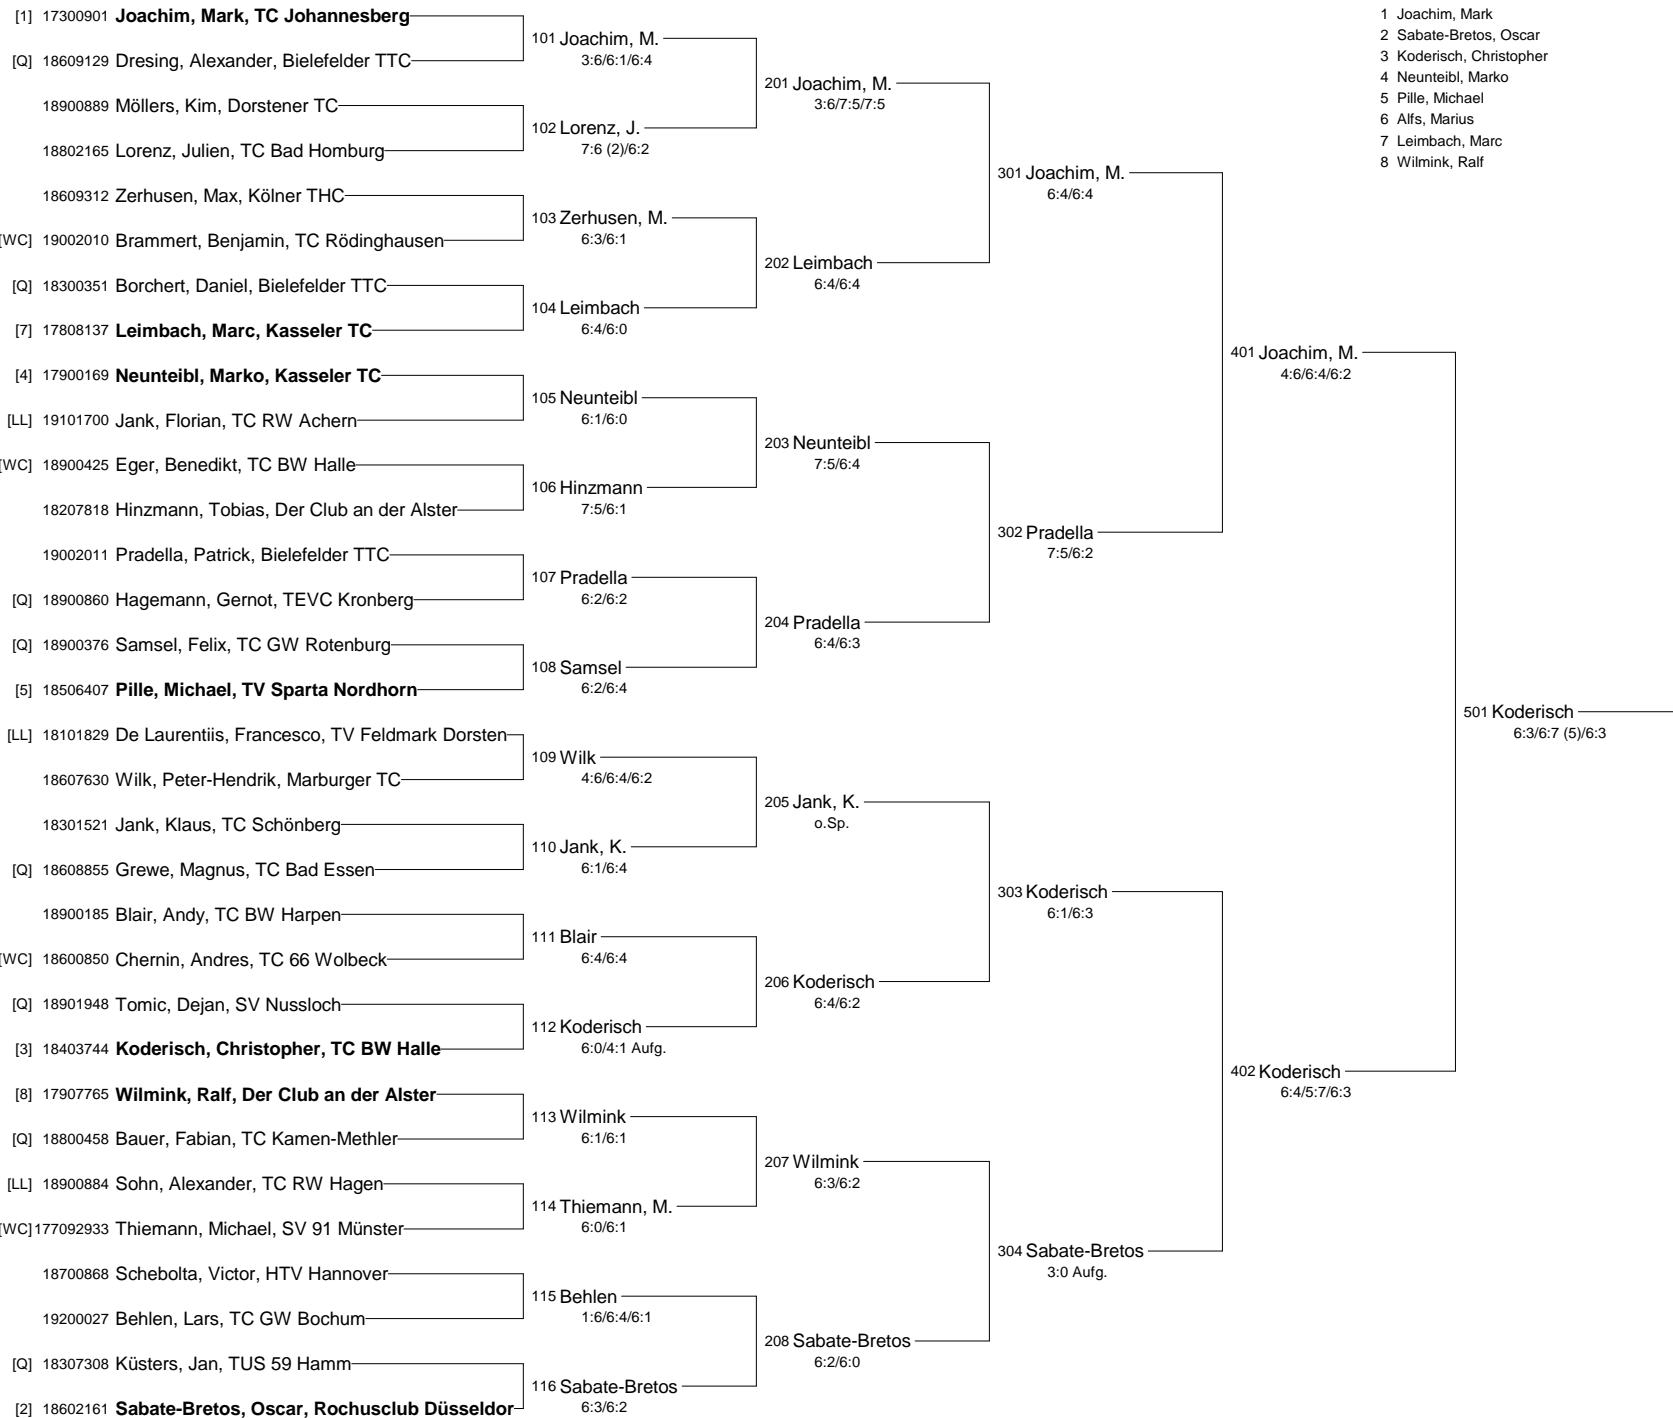 [1] 17300901 Joachim, Mark, TC Johannesberg
[Q] 18609129 Dresing, Alexander, Bielefelder TTC
18900889 Möllers, Kim, Dorstener TC
18802165 Lorenz, Julien, TC Bad Homburg
18609312 Zerhusen, Max, Kölner THC
[WC] 19002010 Brammert, Benjamin, TC Rödinghausen
[Q] 18300351 Borchert, Daniel, Bielefelder TTC
[7] 17808137 Leimbach, Marc, Kasseler TC
[4] 17900169 Neunteibl, Marko, Kasseler TC
[LL] 19101700 Jank, Florian, TC RW Achern
[WC] 18900425 Eger, Benedikt, TC BW Halle
18207818 Hinzmann, Tobias, Der Club an der Alster
19002011 Pradella, Patrick, Bielefelder TTC
[Q] 18900860 Hagemann, Gernot, TEVC Kronberg
[Q] 18900376 Samsel, Felix, TC GW Rotenburg
[5] 18506407 Pille, Michael, TV Sparta Nordhorn
[LL] 18101829 De Laurentiis, Francesco, TV Feldmark Dorsten
18607630 Wilk, Peter-Hendrik, Marburger TC
18301521 Jank, Klaus, TC Schönberg
[Q] 18608855 Grewe, Magnus, TC Bad Essen
18900185 Blair, Andy, TC BW Harpen
[WC] 18600850 Chernin, Andres, TC 66 Wolbeck
[Q] 18901948 Tomic, Dejan, SV Nussloch
[3] 18403744 Koderisch, Christopher, TC BW Halle
[8] 17907765 Wilmink, Ralf, Der Club an der Alster
[Q] 18800458 Bauer, Fabian, TC Kamen-Methler
[LL] 18900884 Sohn, Alexander, TC RW Hagen
[WC] 177092933 Thiemann, Michael, SV 91 Münster
18700868 Schebolta, Victor, HTV Hannover
19200027 Behlen, Lars, TC GW Bochum
[Q] 18307308 Küsters, Jan, TUS 59 Hamm
[2] 18602161 Sabate-Bretos, Oscar, Rochusclub Düsseldor
101 Joachim, M.
3:6/6:1/6:4
102 Lorenz, J.
7:6 (2)/6:2
103 Zerhusen, M.
6:3/6:1
104 Leimbach
6:4/6:0
105 Neunteibl
6:1/6:0
106 Hinzmann
7:5/6:1
107 Pradella
6:2/6:2
108 Samsel
6:2/6:4
109 Wilk
4:6/6:4/6:2
110 Jank, K.
6:1/6:4
111 Blair
6:4/6:4
112 Koderisch
6:0/4:1 Aufg.
113 Wilmink
6:1/6:1
114 Thiemann, M.
6:0/6:1
115 Behlen
1:6/6:4/6:1
116 Sabate-Bretos
6:3/6:2
201 Joachim, M.
3:6/7:5/7:5
202 Leimbach
6:4/6:4
203 Neunteibl
7:5/6:4
204 Pradella
6:4/6:3
205 Jank, K.
o.Sp.
206 Koderisch
6:4/6:2
207 Wilmink
6:3/6:2
208 Sabate-Bretos
6:2/6:0
301 Joachim, M.
6:4/6:4
302 Pradella
7:5/6:2
303 Koderisch
6:1/6:3
304 Sabate-Bretos
3:0 Aufg.
401 Joachim, M.
4:6/6:4/6:2
402 Koderisch
6:4/5:7/6:3
501 Koderisch
6:3/6:7 (5)/6:3
1 Joachim, Mark
2 Sabate-Bretos, Oscar
3 Koderisch, Christopher
4 Neunteibl, Marko
5 Pille, Michael
6 Alfs, Marius
7 Leimbach, Marc
8 Wilmink, Ralf